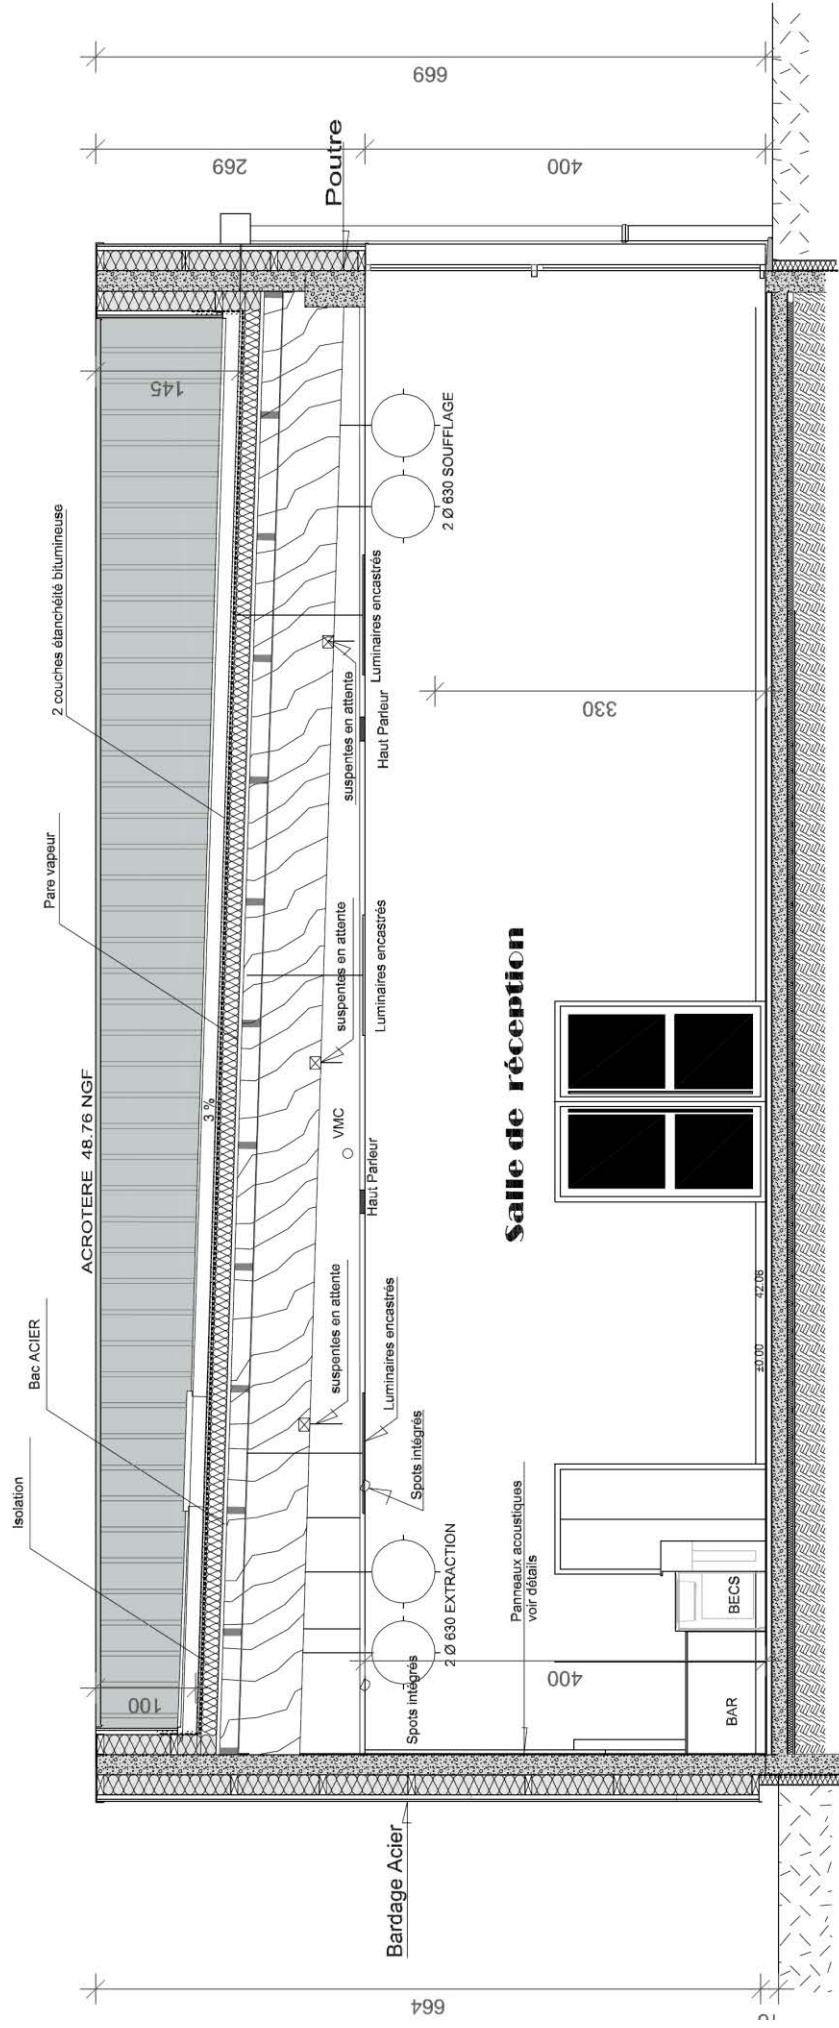 Isolation
Bac ACIER
ACROTERE 48.76 NGF
Pare vapeur
2 couches étanchéité bitumineuse
100
3 %
145
269
669
400
Poutre
suspentes en attente
suspentes en attente
suspentes en attente
VMC
Haut Parleur
Haut Parleur
Luminaires encastrés
Luminaires encastrés
Luminaires encastrés
Spots intégrés
Spots intégrés
2 Ø 630 EXTRACTION
2 Ø 630 SOUFFLAGE
Panneaux acoustiques
voir détails
Salle de réception
330
400
±0.00
42.06
BAR
BECS
Bardage Acier
664